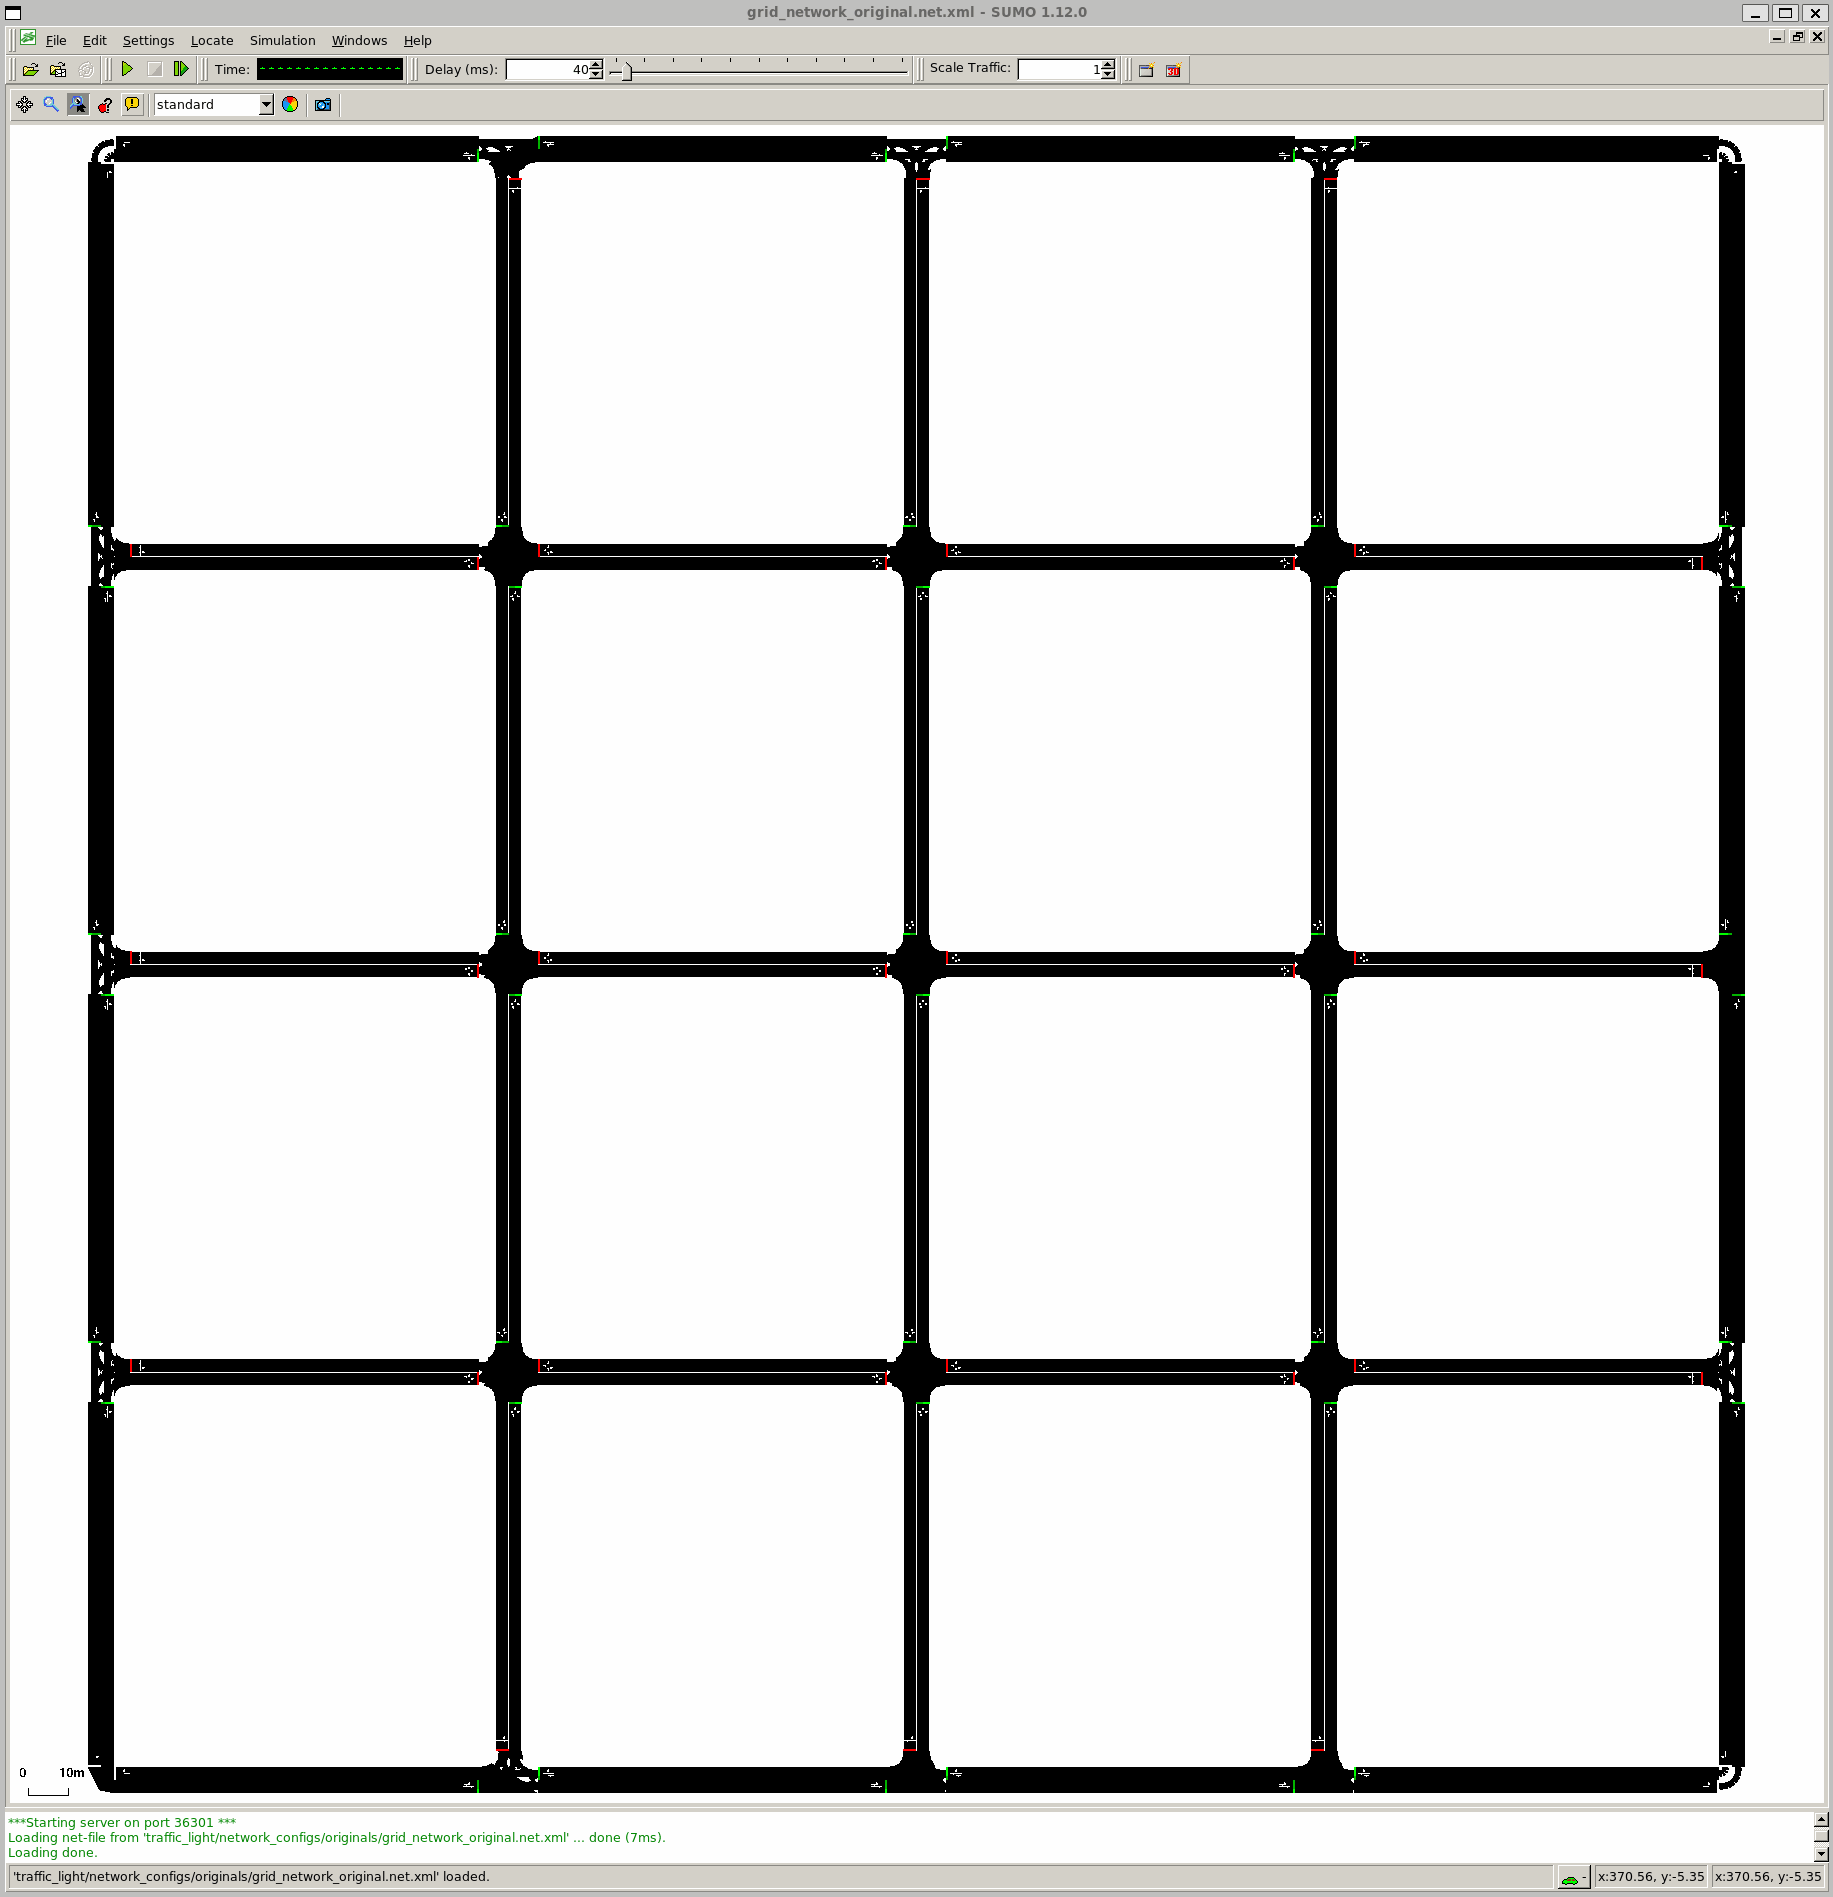 grid_network_original.net.xml - SUMO 1.12.0
File Edit Settings Locate Simulation Windows Help
Time: Delay (ms): 40 Scale Traffic: 1
standard
0 10m
***Starting server on port 36301 ***
Loading net-file from 'traffic_light/network_configs/originals/grid_network_original.net.xml' ... done (7ms).
Loading done.
'traffic_light/network_configs/originals/grid_network_original.net.xml' loaded. - x:370.56, y:-5.35 x:370.56, y:-5.35